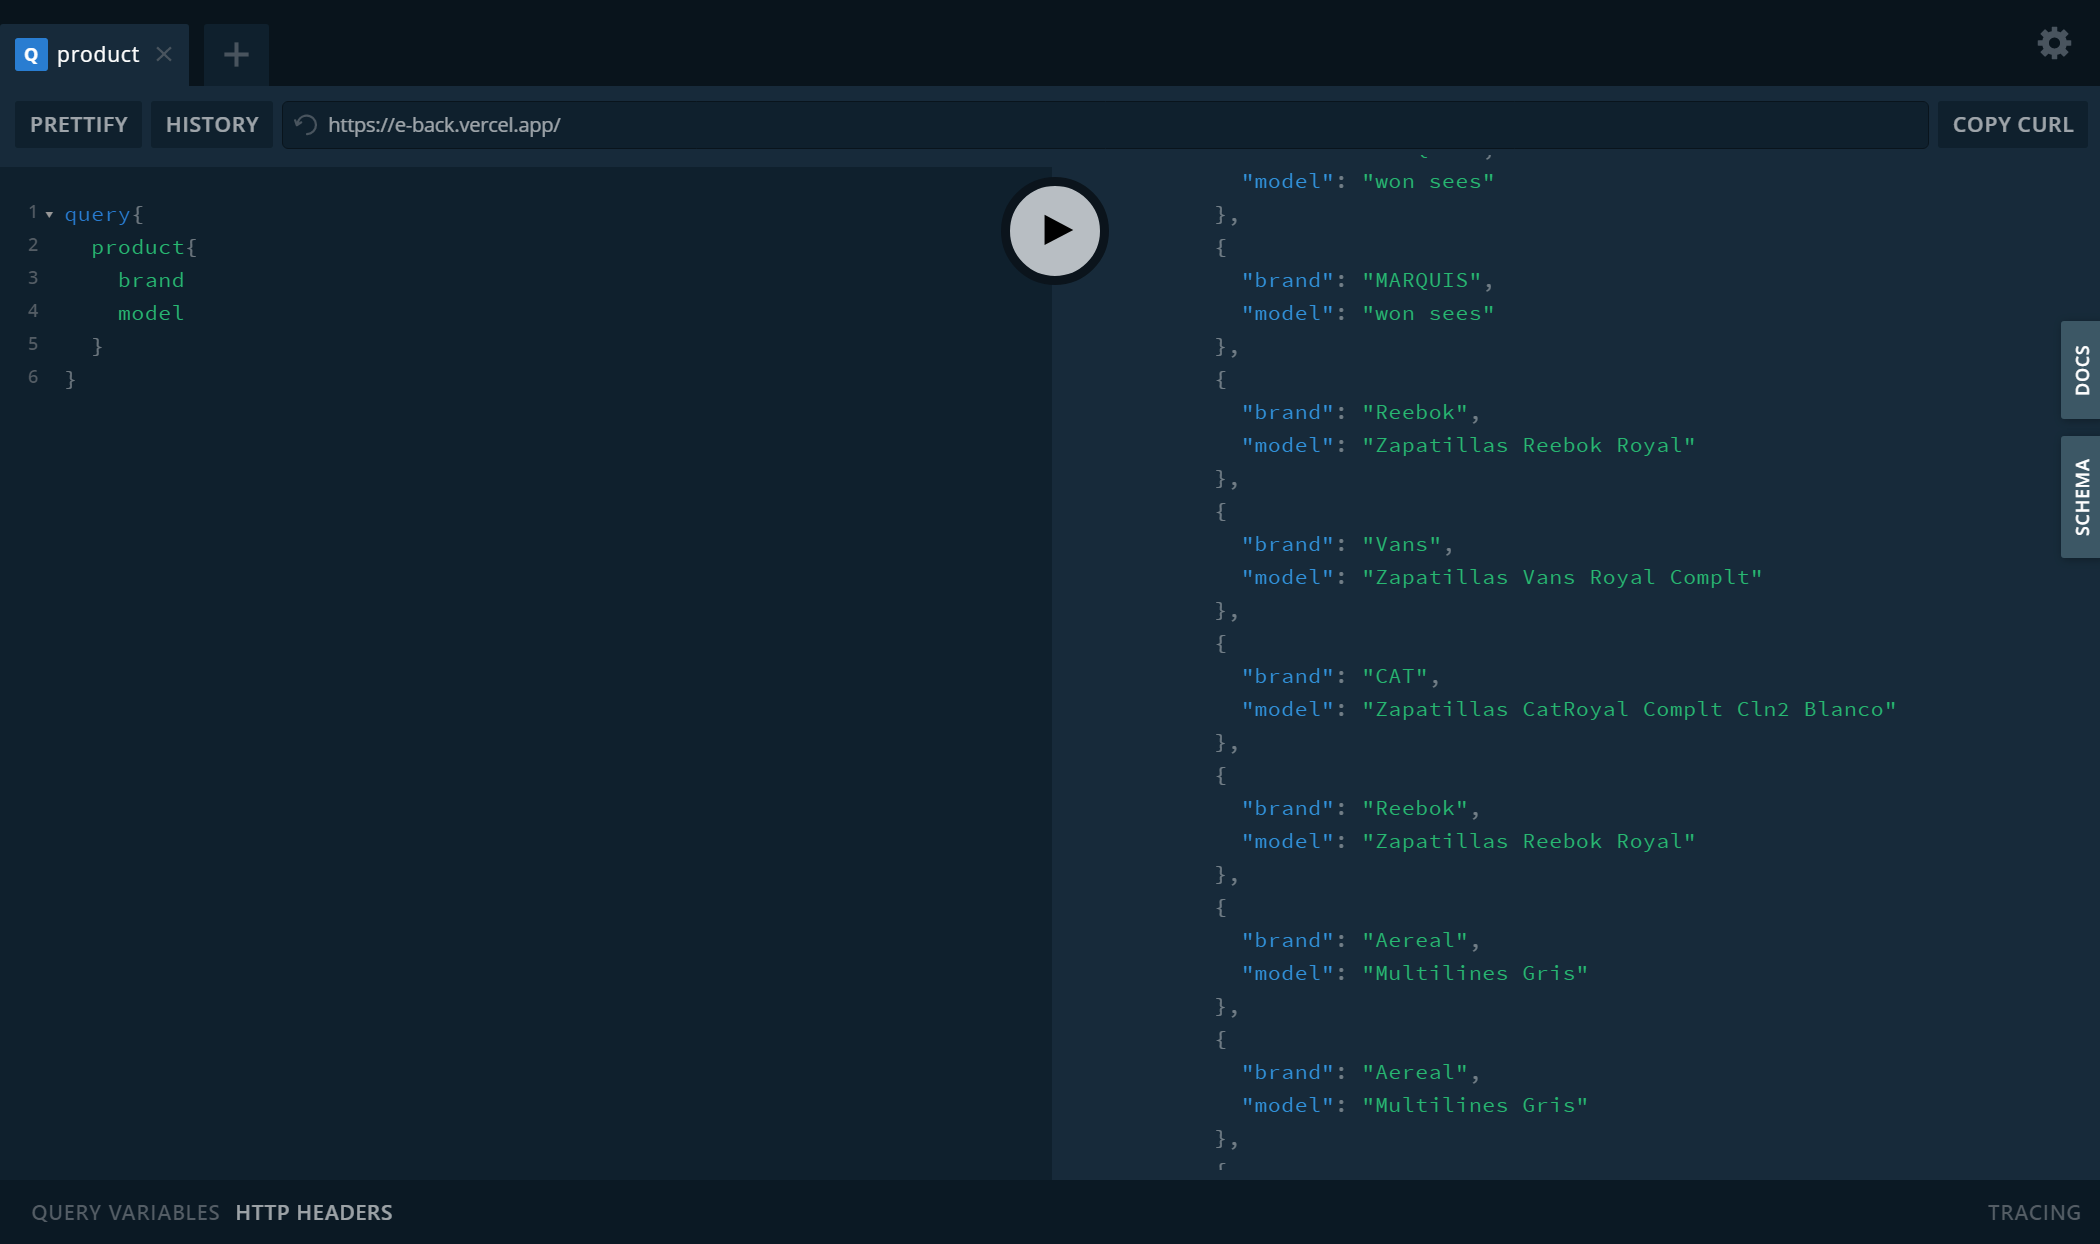 Q product
PRETTIFY HISTORY https://e-back.vercel.app/ COPY CURL
1 query{
2 product{
3 brand
4 model
5 }
6 }
"model": "won sees"
},
{
"brand": "MARQUIS",
"model": "won sees"
},
{
"brand": "Reebok",
"model": "Zapatillas Reebok Royal"
},
{
"brand": "Vans",
"model": "Zapatillas Vans Royal Complt"
},
{
"brand": "CAT",
"model": "Zapatillas CatRoyal Complt Cln2 Blanco"
},
{
"brand": "Reebok",
"model": "Zapatillas Reebok Royal"
},
{
"brand": "Aereal",
"model": "Multilines Gris"
},
{
"brand": "Aereal",
"model": "Multilines Gris"
},
DOCS
SCHEMA
QUERY VARIABLES HTTP HEADERS TRACING